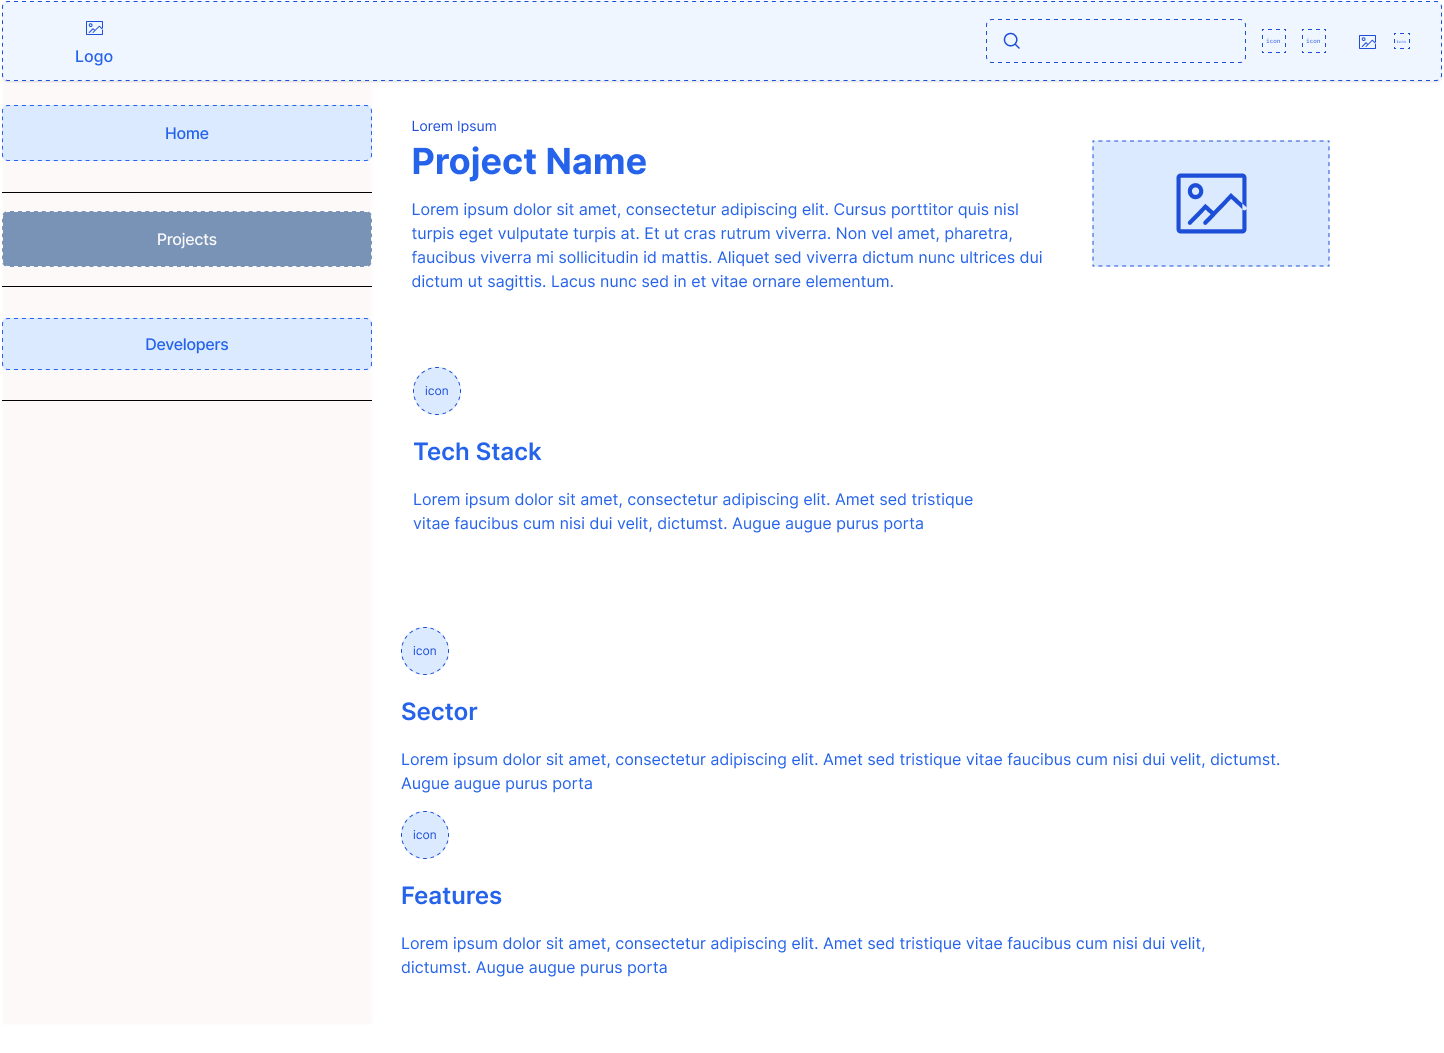 Logo
icon
icon
Home
Projects
Developers
Lorem Ipsum
Project Name
Lorem ipsum dolor sit amet, consectetur adipiscing elit. Cursus porttitor quis nisl
turpis eget vulputate turpis at. Et ut cras rutrum viverra. Non vel amet, pharetra,
faucibus viverra mi sollicitudin id mattis. Aliquet sed viverra dictum nunc ultrices dui
dictum ut sagittis. Lacus nunc sed in et vitae ornare elementum.
icon
Tech Stack
Lorem ipsum dolor sit amet, consectetur adipiscing elit. Amet sed tristique
vitae faucibus cum nisi dui velit, dictumst. Augue augue purus porta
icon
Sector
Lorem ipsum dolor sit amet, consectetur adipiscing elit. Amet sed tristique vitae faucibus cum nisi dui velit, dictumst.
Augue augue purus porta
icon
Features
Lorem ipsum dolor sit amet, consectetur adipiscing elit. Amet sed tristique vitae faucibus cum nisi dui velit,
dictumst. Augue augue purus porta